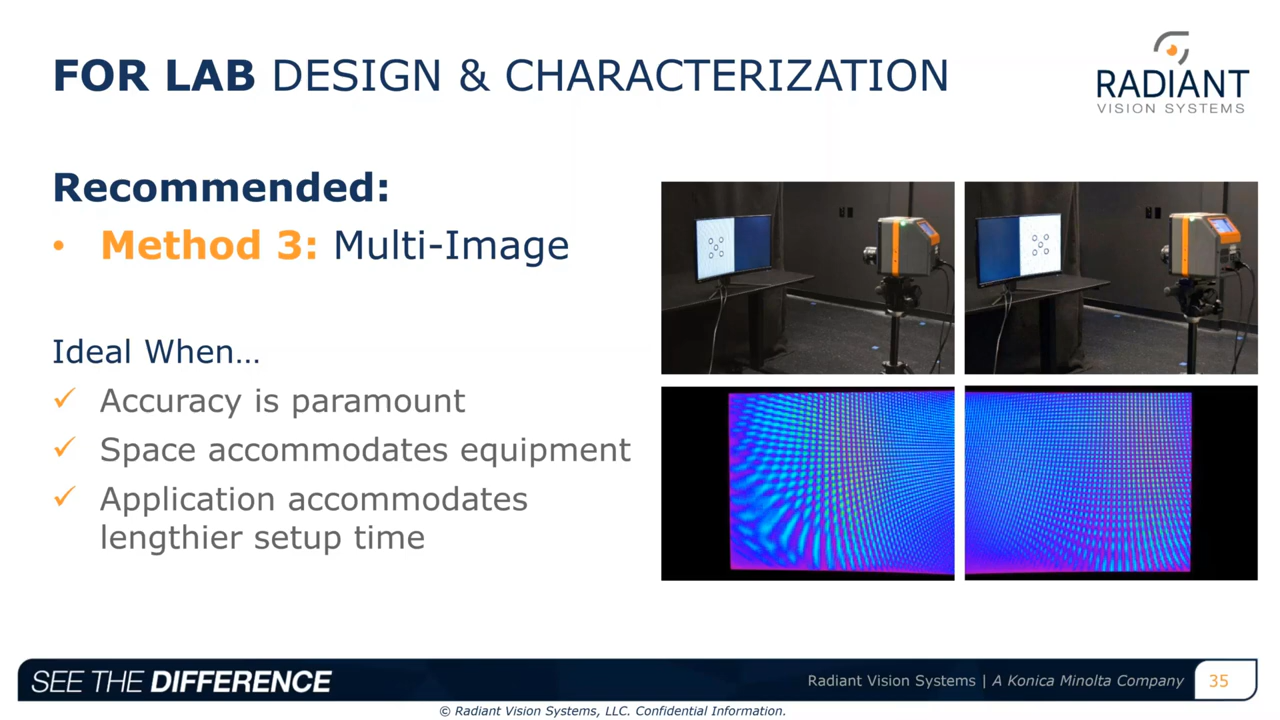 FOR LAB DESIGN & CHARACTERIZATION
RADIANT
VISION SYSTEMS
Recommended:
• Method 3: Multi-Image
Ideal When…
✓ Accuracy is paramount
✓ Space accommodates equipment
✓ Application accommodates
lengthier setup time
SEE THE DIFFERENCE
Radiant Vision Systems | A Konica Minolta Company
35
© Radiant Vision Systems, LLC. Confidential Information.